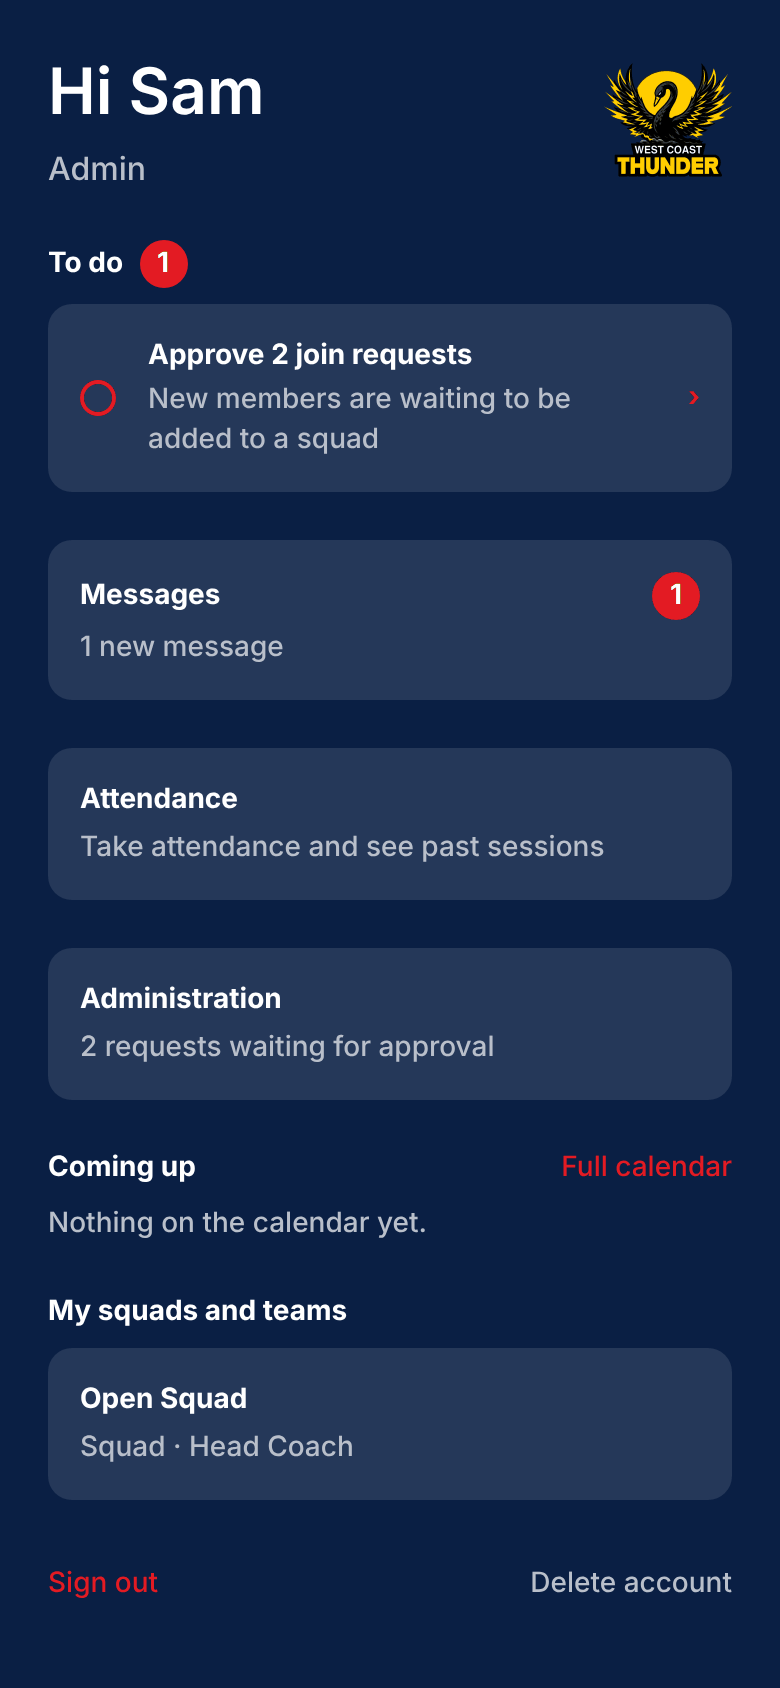 Hi Sam
Admin
WEST COAST
THUNDER
To do 1
Approve 2 join requests
New members are waiting to be
added to a squad
›
Messages 1
1 new message
Attendance
Take attendance and see past sessions
Administration
2 requests waiting for approval
Coming up Full calendar
Nothing on the calendar yet.
My squads and teams
Open Squad
Squad · Head Coach
Sign out Delete account